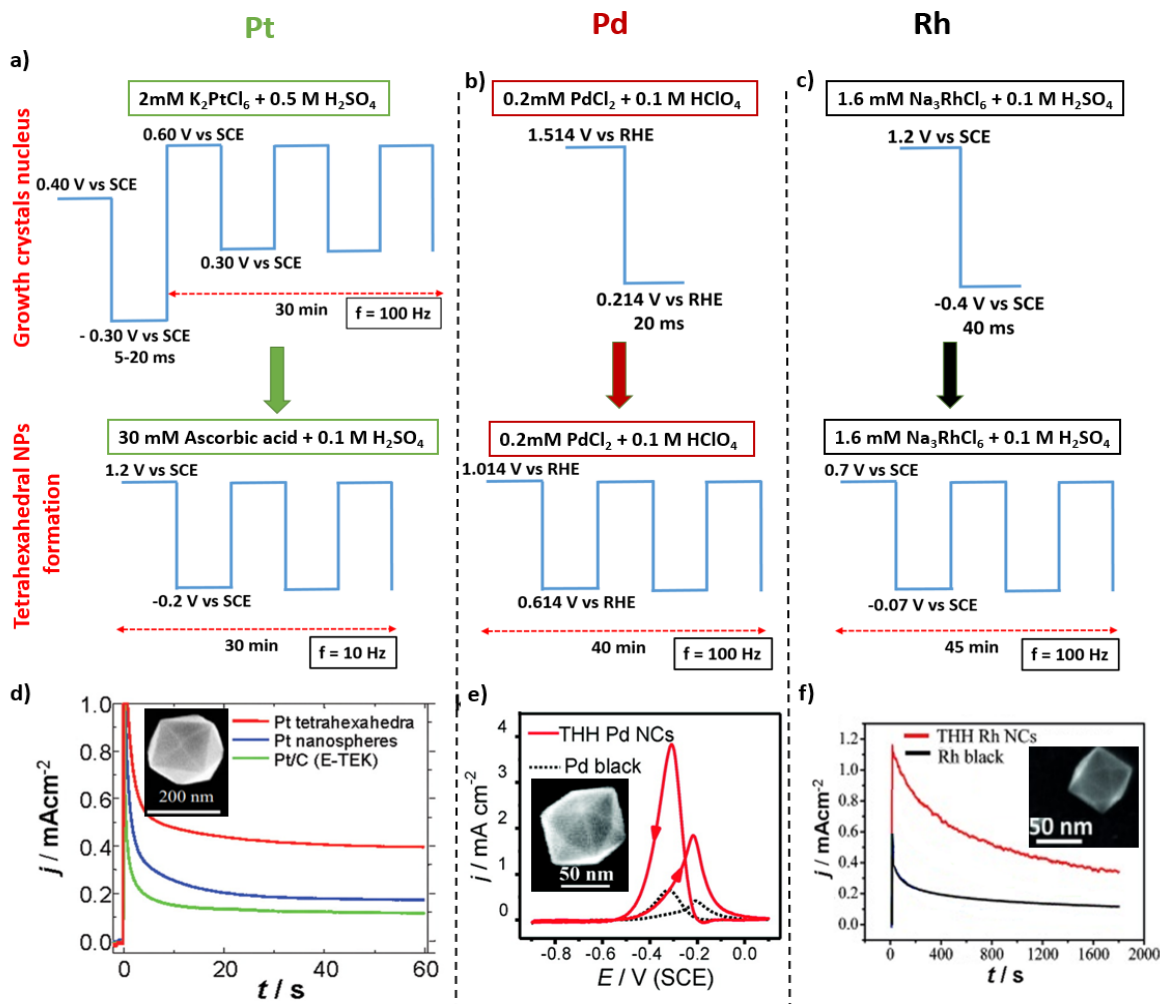 Pt
Pd
Rh
a)
b)
c)
Growth crystals nucleus
2mM K₂PtCl₆ + 0.5 M H₂SO₄
0.60 V vs SCE
0.40 V vs SCE
0.30 V vs SCE
30 min
f = 100 Hz
- 0.30 V vs SCE
5-20 ms
0.2mM PdCl₂ + 0.1 M HClO₄
1.514 V vs RHE
0.214 V vs RHE
20 ms
1.6 mM Na₃RhCl₆ + 0.1 M H₂SO₄
1.2 V vs SCE
-0.4 V vs SCE
40 ms
Tetrahexahedral NPs
formation
30 mM Ascorbic acid + 0.1 M H₂SO₄
1.2 V vs SCE
-0.2 V vs SCE
30 min
f = 10 Hz
0.2mM PdCl₂ + 0.1 M HClO₄
1.014 V vs RHE
0.614 V vs RHE
40 min
f = 100 Hz
1.6 mM Na₃RhCl₆ + 0.1 M H₂SO₄
0.7 V vs SCE
-0.07 V vs SCE
45 min
f = 100 Hz
d)
1.0
0.8
0.6
0.4
0.2
0.0
j / mAcm⁻²
Pt tetrahexahedra
Pt nanospheres
Pt/C (E-TEK)
200 nm
0 20 40 60
t / s
e)
4
3
2
1
0
j / mA cm⁻²
THH Pd NCs
Pd black
50 nm
-0.8 -0.6 -0.4 -0.2 0.0
E / V (SCE)
f)
1.2
1.0
0.8
0.6
0.4
0.2
0.0
j / mAcm⁻²
THH Rh NCs
Rh black
50 nm
0 400 800 1200 1600 2000
t / s